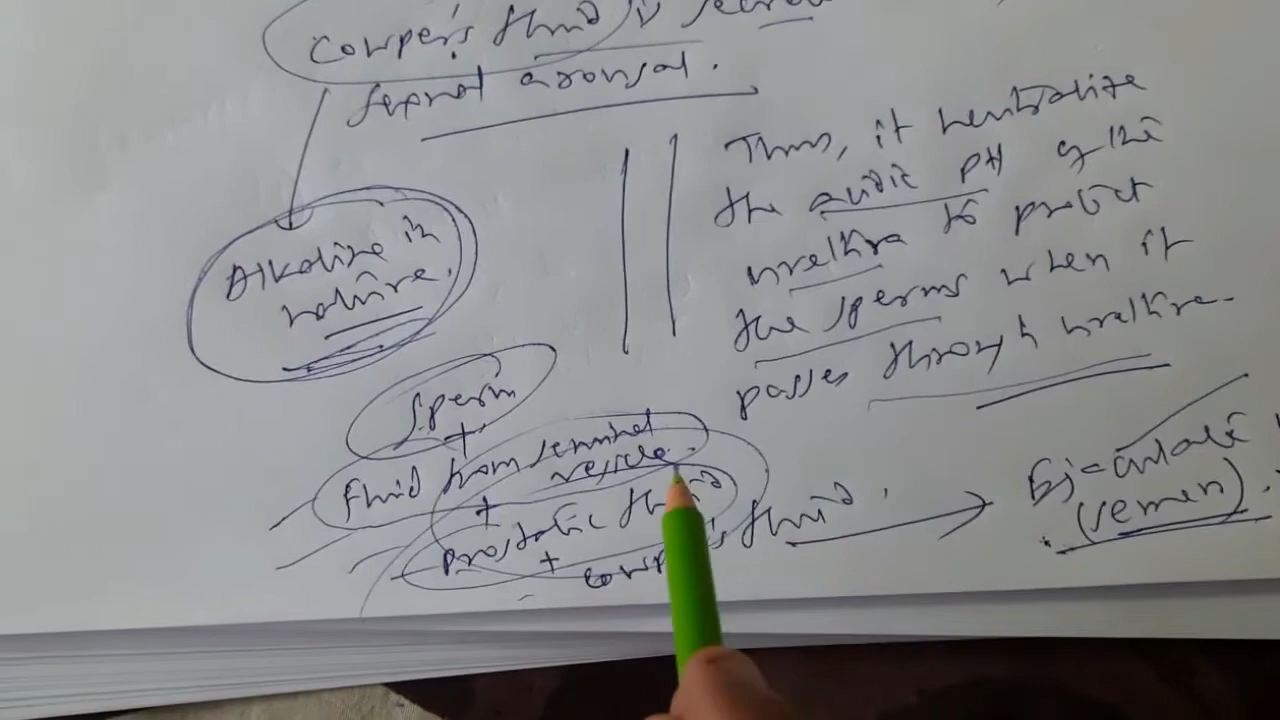 Cowper's fluid is
sexual arousal.
Alkaline in
nature.
Thus, it neutralize
the acidic pH of the
urethra to protect
the sperms when it
passes through urethra.
Sperm
+
fluid from seminal
vesicle.
+
prostatic fluid
+
cowper's fluid. →
Ejaculate
(semen).